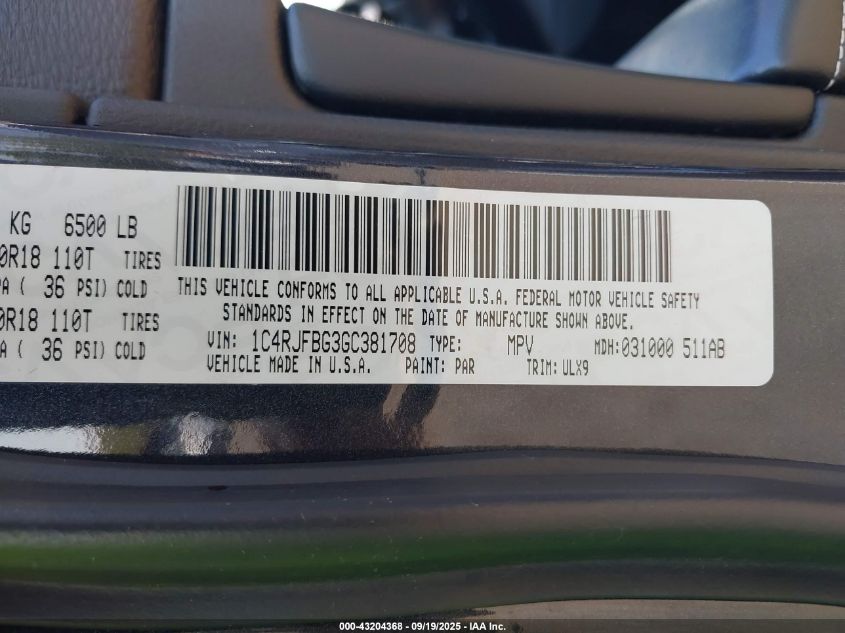 KG 6500 LB
0R18 110T TIRES
PA ( 36 PSI) COLD
0R18 110T TIRES
A ( 36 PSI) COLD
THIS VEHICLE CONFORMS TO ALL APPLICABLE U.S.A. FEDERAL MOTOR VEHICLE SAFETY
STANDARDS IN EFFECT ON THE DATE OF MANUFACTURE SHOWN ABOVE.
VIN: 1C4RJFBG3GC381708 TYPE: MPV MDH:031000 511AB
VEHICLE MADE IN U.S.A. PAINT: PAR TRIM: ULX9
000-43204368 - 09/19/2025 - IAA Inc.